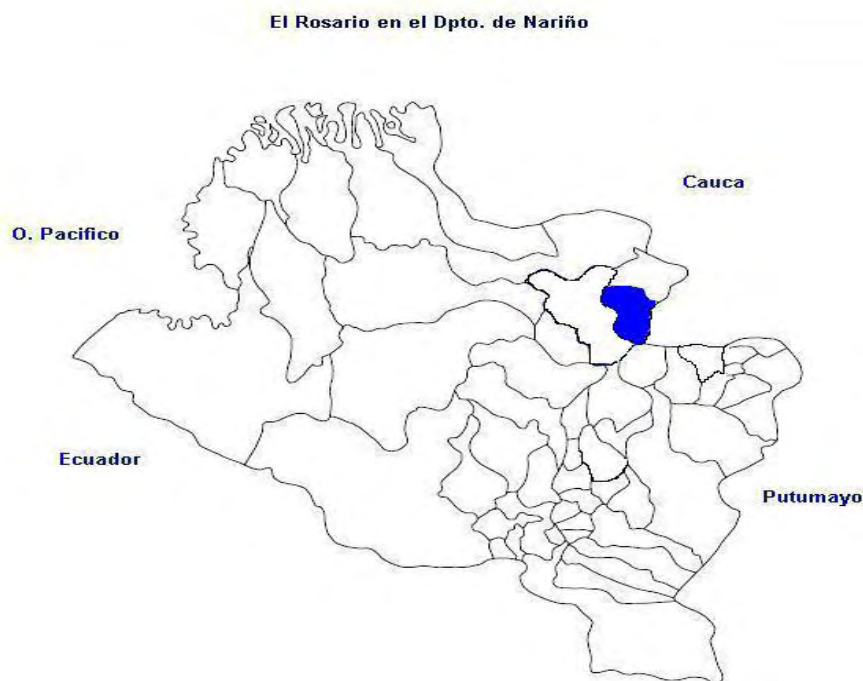 El Rosario en el Dpto. de Nariño
Cauca
O. Pacifico
Ecuador
Putumayo